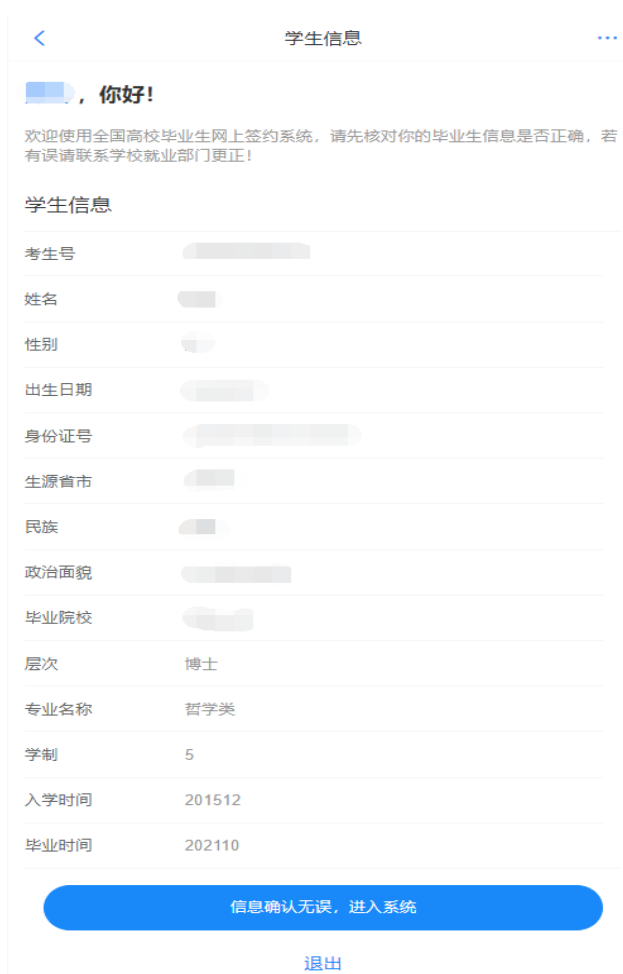 学生信息
，你好！
欢迎使用全国高校毕业生网上签约系统，请先核对你的毕业生信息是否正确，若
有误请联系学校就业部门更正！
学生信息
考生号
姓名
性别
出生日期
身份证号
生源省市
民族
政治面貌
毕业院校
层次 博士
专业名称 哲学类
学制 5
入学时间 201512
毕业时间 202110
信息确认无误，进入系统
退出